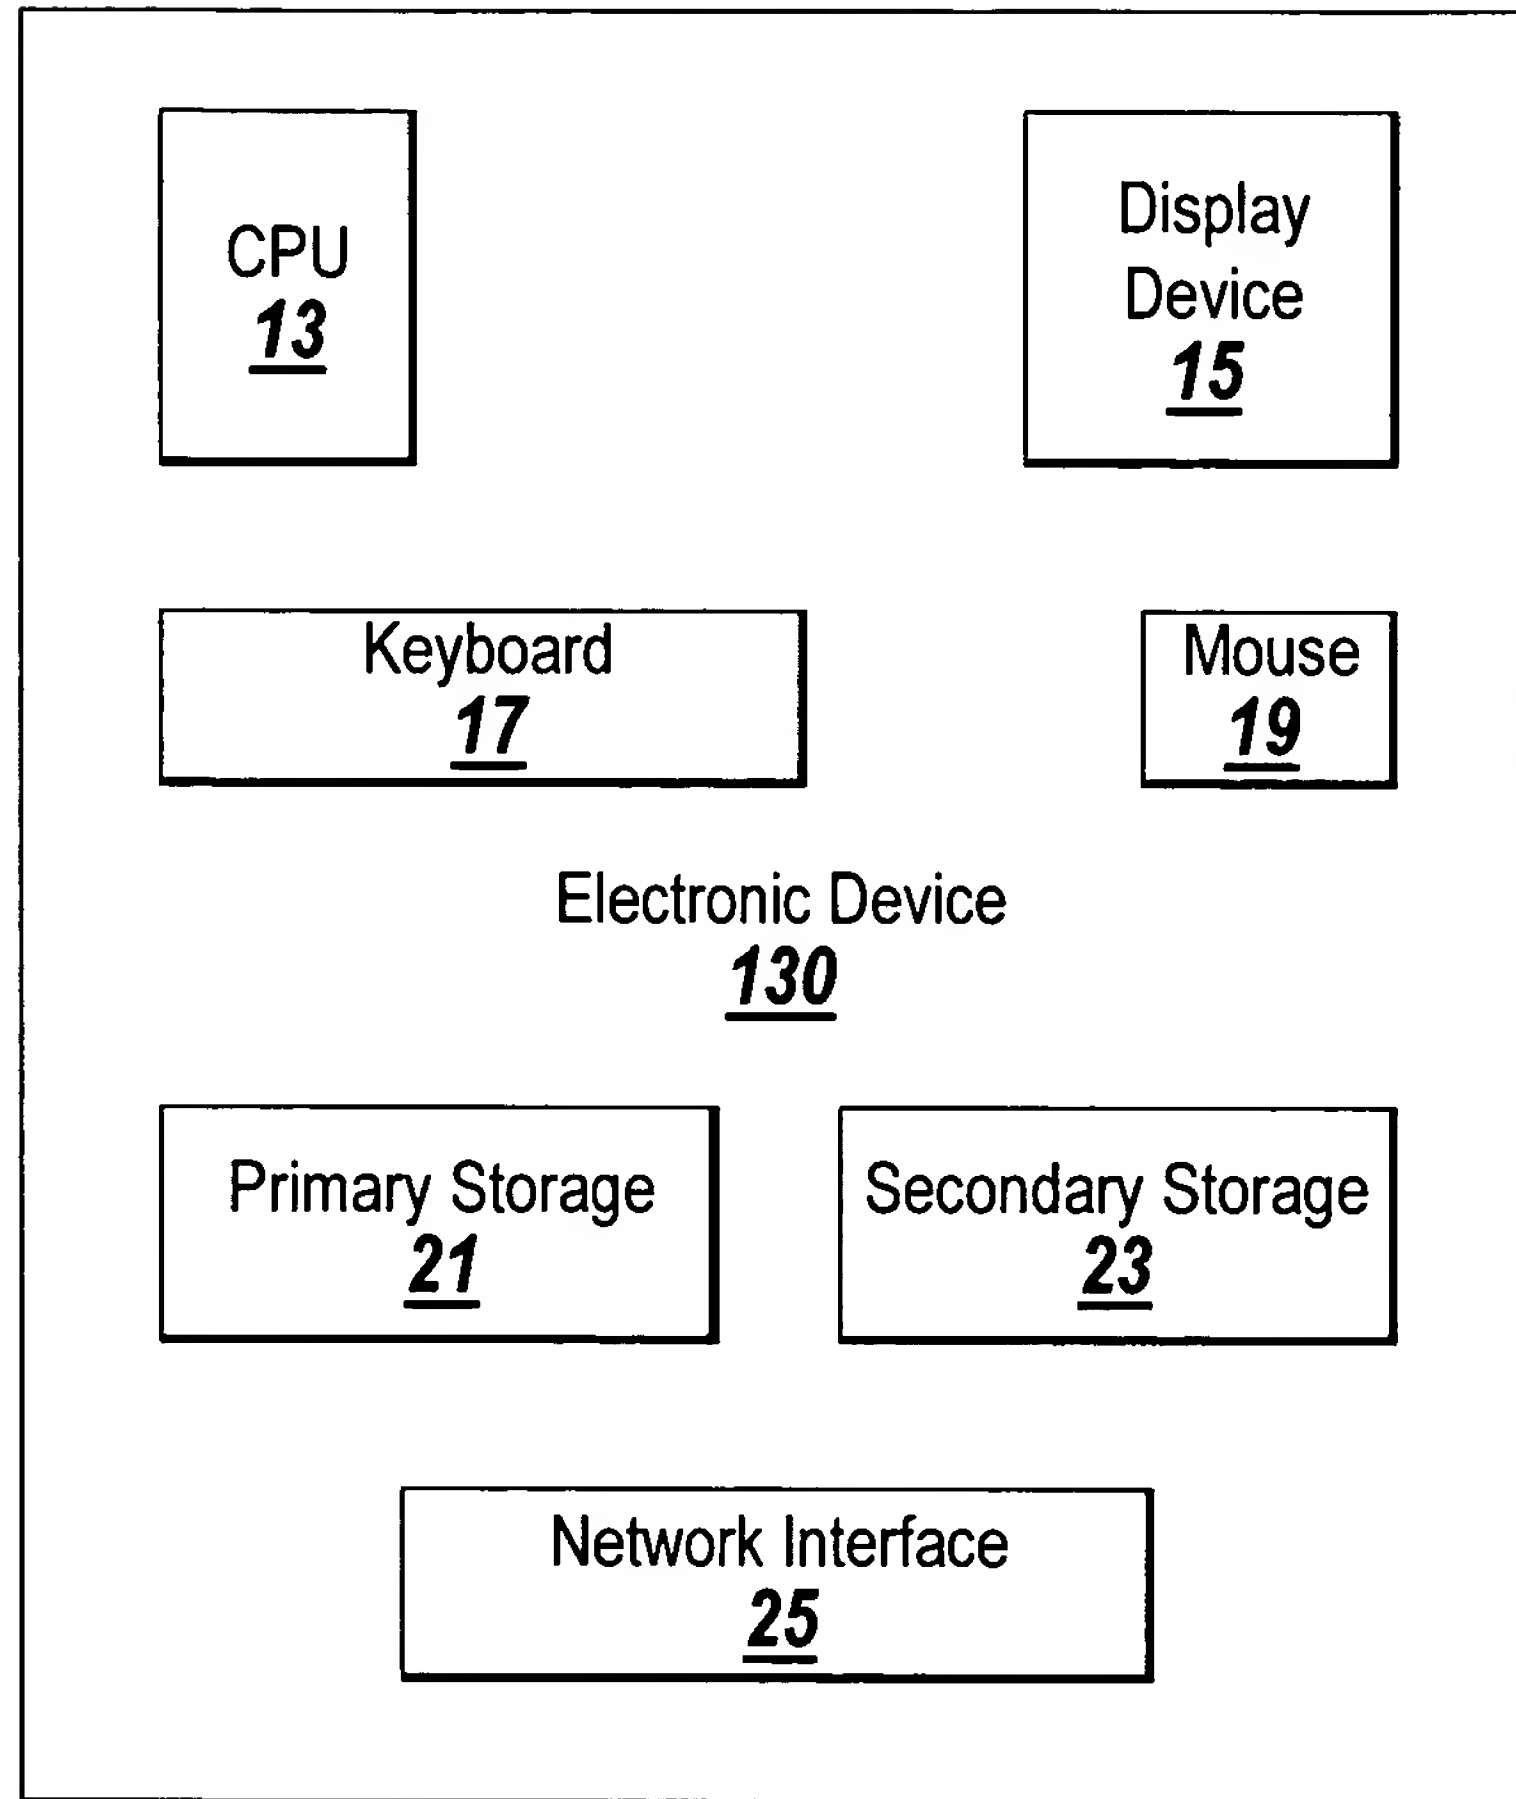 CPU
13
Display
Device
15
Keyboard
17
Mouse
19
Electronic Device
130
Primary Storage
21
Secondary Storage
23
Network Interface
25